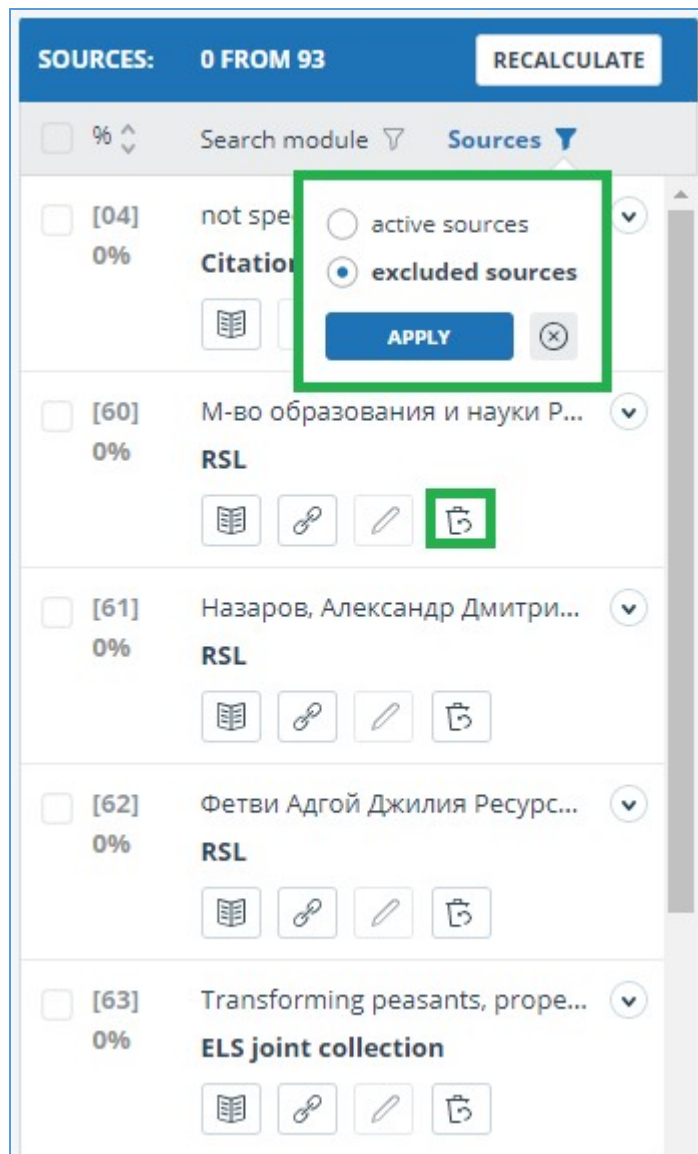 SOURCES: 0 FROM 93 RECALCULATE
% Search module Sources
[04] not spe
0% Citation
active sources
excluded sources
APPLY
[60] М-во образования и науки Р...
0% RSL
[61] Назаров, Александр Дмитри...
0% RSL
[62] Фетви Адгой Джилия Ресурс...
0% RSL
[63] Transforming peasants, prope...
0% ELS joint collection